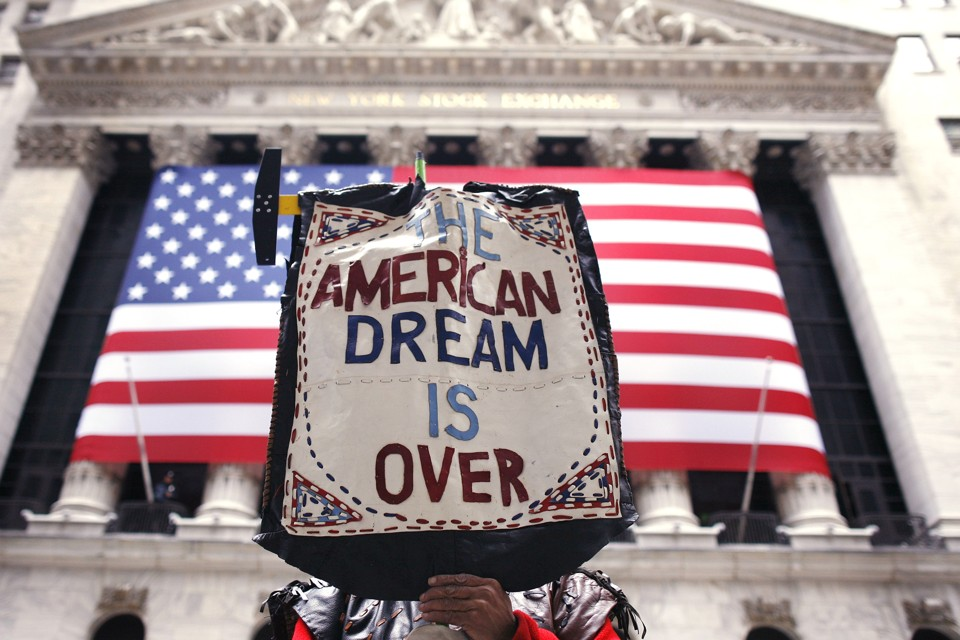 NEW YORK STOCK EXCHANGE
THE
AMERICAN
DREAM
IS
OVER